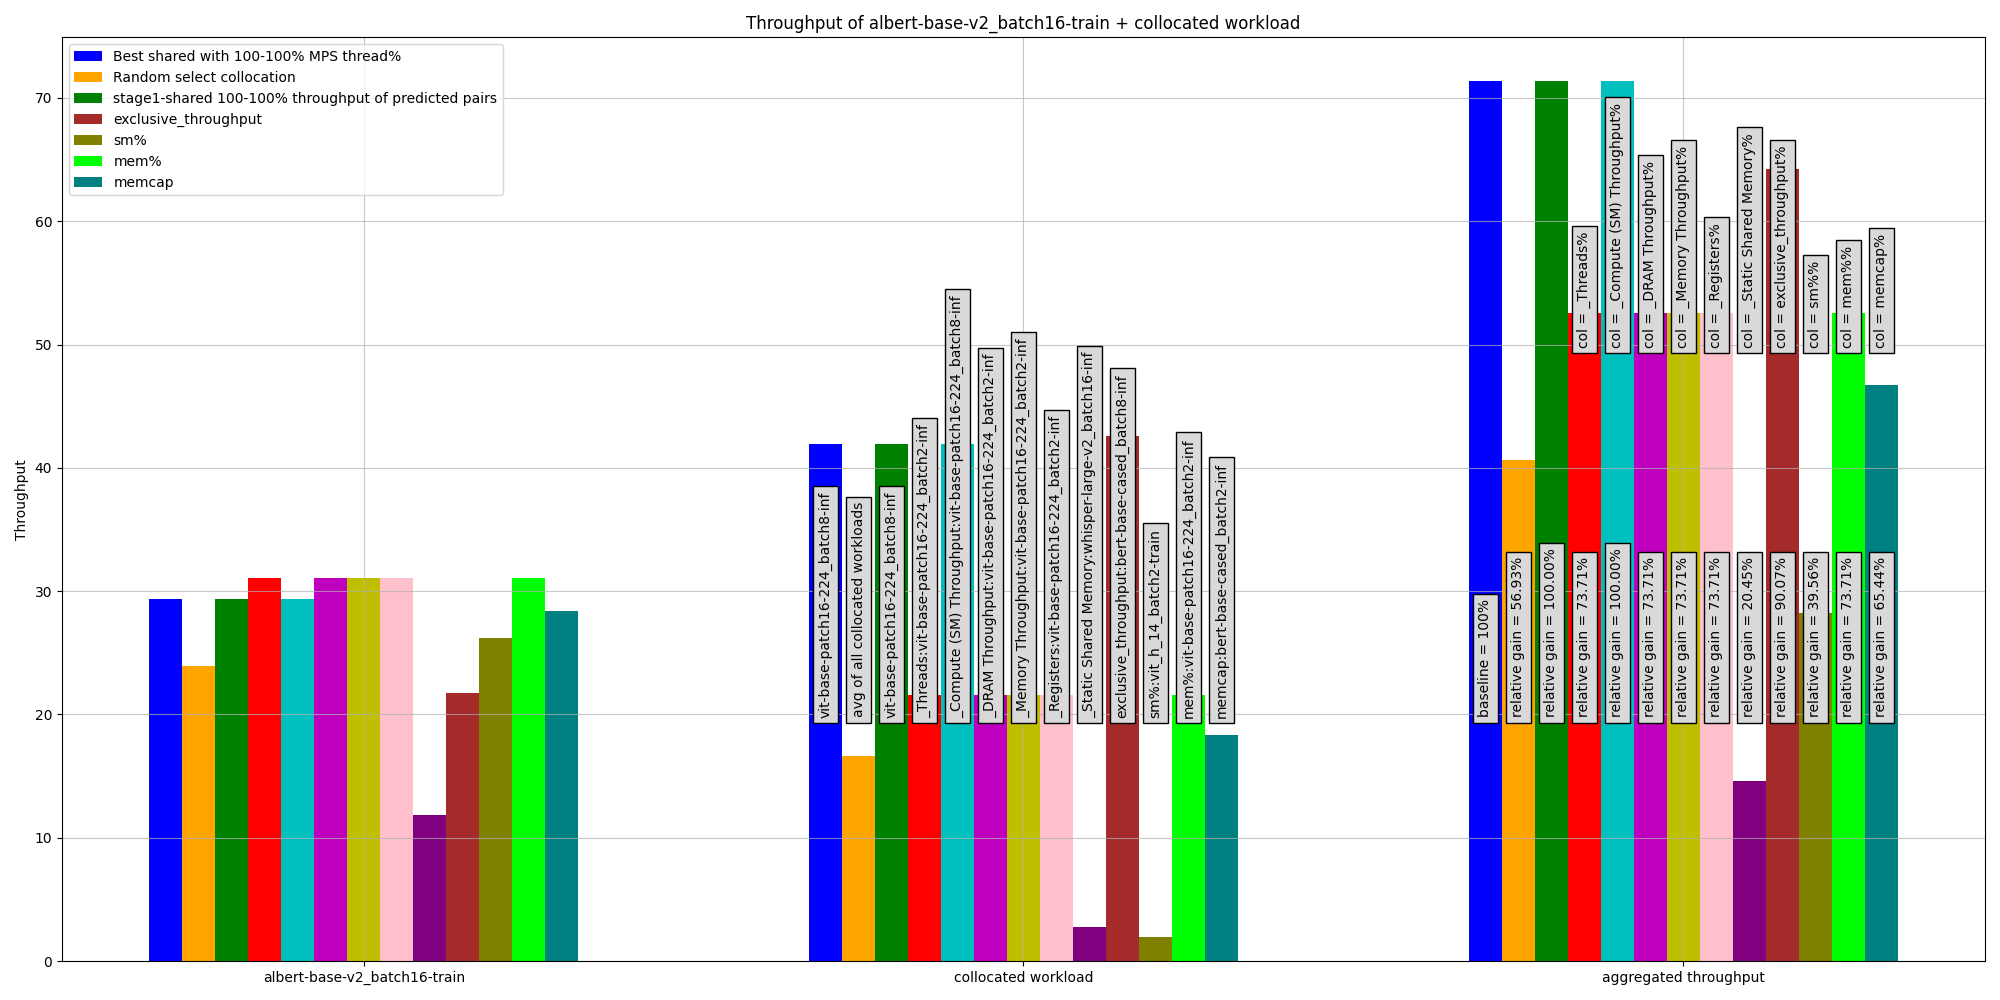 Throughput of albert-base-v2_batch16-train + collocated workload
Best shared with 100-100% MPS thread%
Random select collocation
stage1-shared 100-100% throughput of predicted pairs
exclusive_throughput
sm%
mem%
memcap
Throughput
70
60
50
40
30
20
10
0
vit-base-patch16-224_batch8-inf
avg of all collocated workloads
vit-base-patch16-224_batch8-inf
_Threads:vit-base-patch16-224_batch2-inf
_Compute (SM) Throughput:vit-base-patch16-224_batch8-inf
_DRAM Throughput:vit-base-patch16-224_batch2-inf
_Memory Throughput:vit-base-patch16-224_batch2-inf
_Registers:vit-base-patch16-224_batch2-inf
_Static Shared Memory:whisper-large-v2_batch16-inf
exclusive_throughput:bert-base-cased_batch8-inf
sm%:vit_h_14_batch2-train
mem%:vit-base-patch16-224_batch2-inf
memcap:bert-base-cased_batch2-inf
col = _Threads%
col = _Compute (SM) Throughput%
col = _DRAM Throughput%
col = _Memory Throughput%
col = _Registers%
col = _Static Shared Memory%
col = exclusive_throughput%
col = sm%%
col = mem%%
col = memcap%
baseline = 100%
relative gain = 56.93%
relative gain = 100.00%
relative gain = 73.71%
relative gain = 100.00%
relative gain = 73.71%
relative gain = 73.71%
relative gain = 73.71%
relative gain = 20.45%
relative gain = 90.07%
relative gain = 39.56%
relative gain = 73.71%
relative gain = 65.44%
albert-base-v2_batch16-train
collocated workload
aggregated throughput